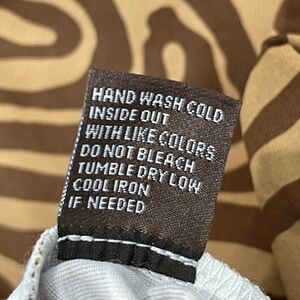 HAND WASH COLD
INSIDE OUT
WITH LIKE COLORS
DO NOT BLEACH
TUMBLE DRY LOW
COOL IRON
IF NEEDED